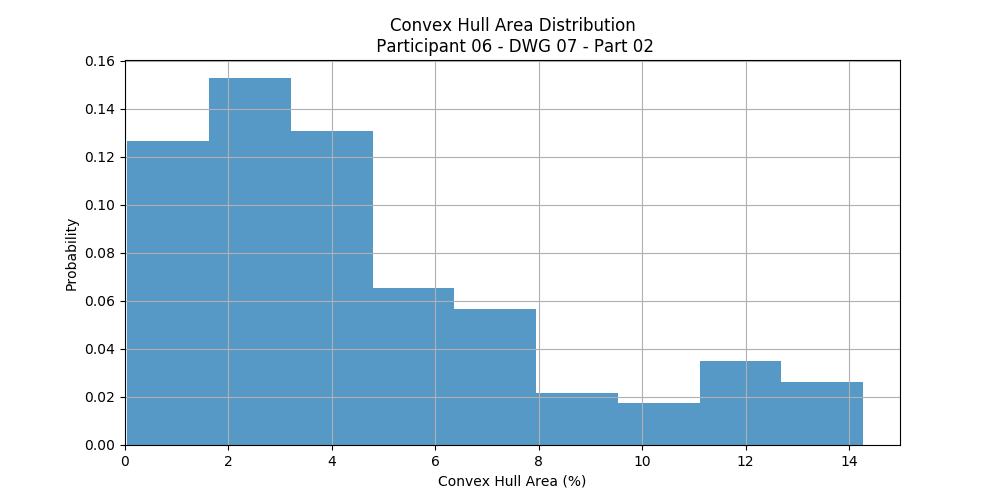 Convex Hull Area Distribution
Participant 06 - DWG 07 - Part 02
0.16
0.14
0.12
0.10
0.08
0.06
0.04
0.02
0.00
Probability
0 2 4 6 8 10 12 14
Convex Hull Area (%)